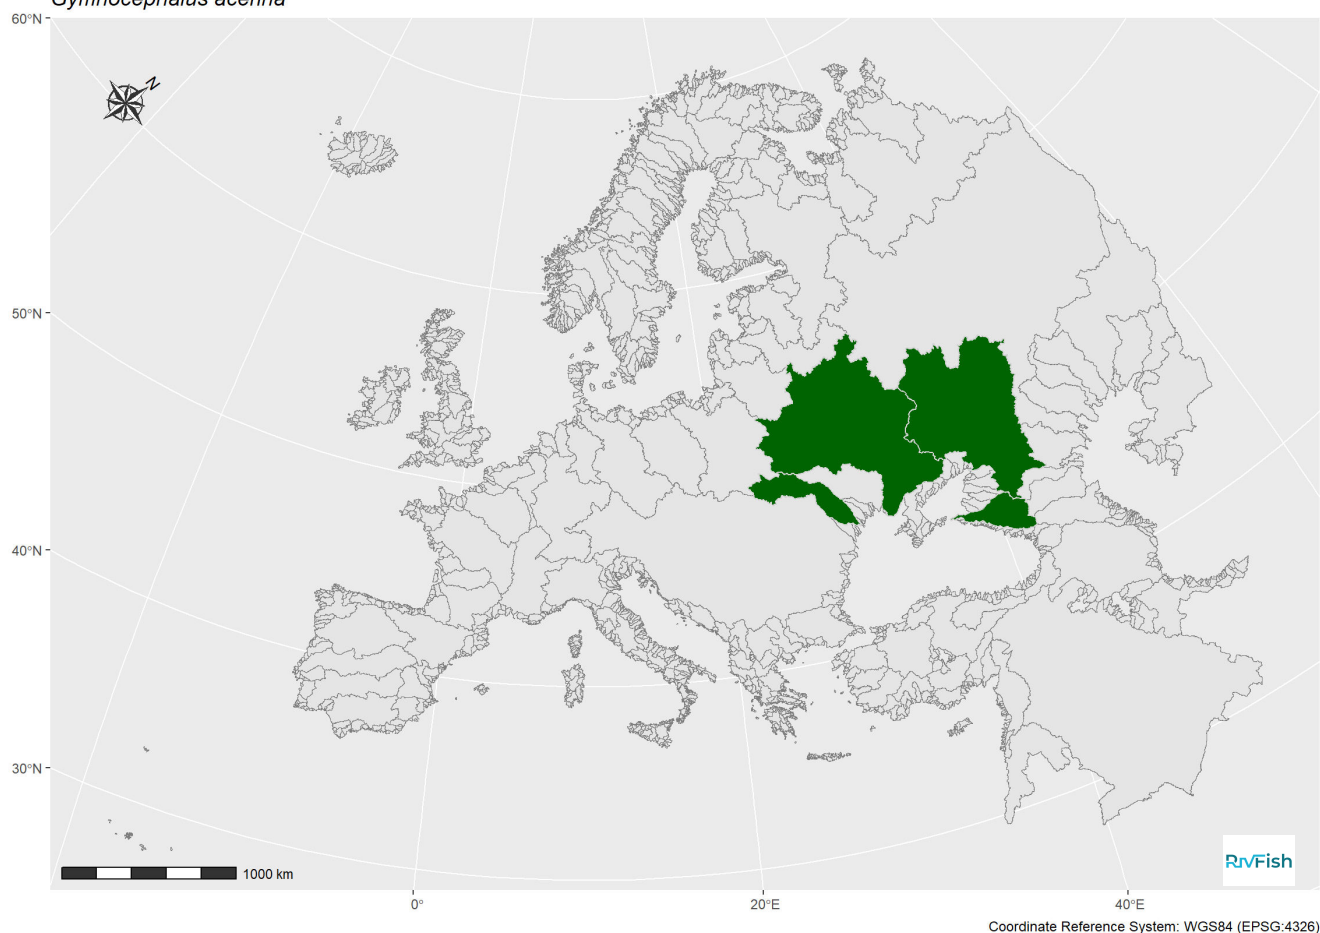 Gymnocephalus acerina
60°N
N
50°N
40°N
30°N
1000 km
RIVFish
0°
20°E
40°E
Coordinate Reference System: WGS84 (EPSG:4326)